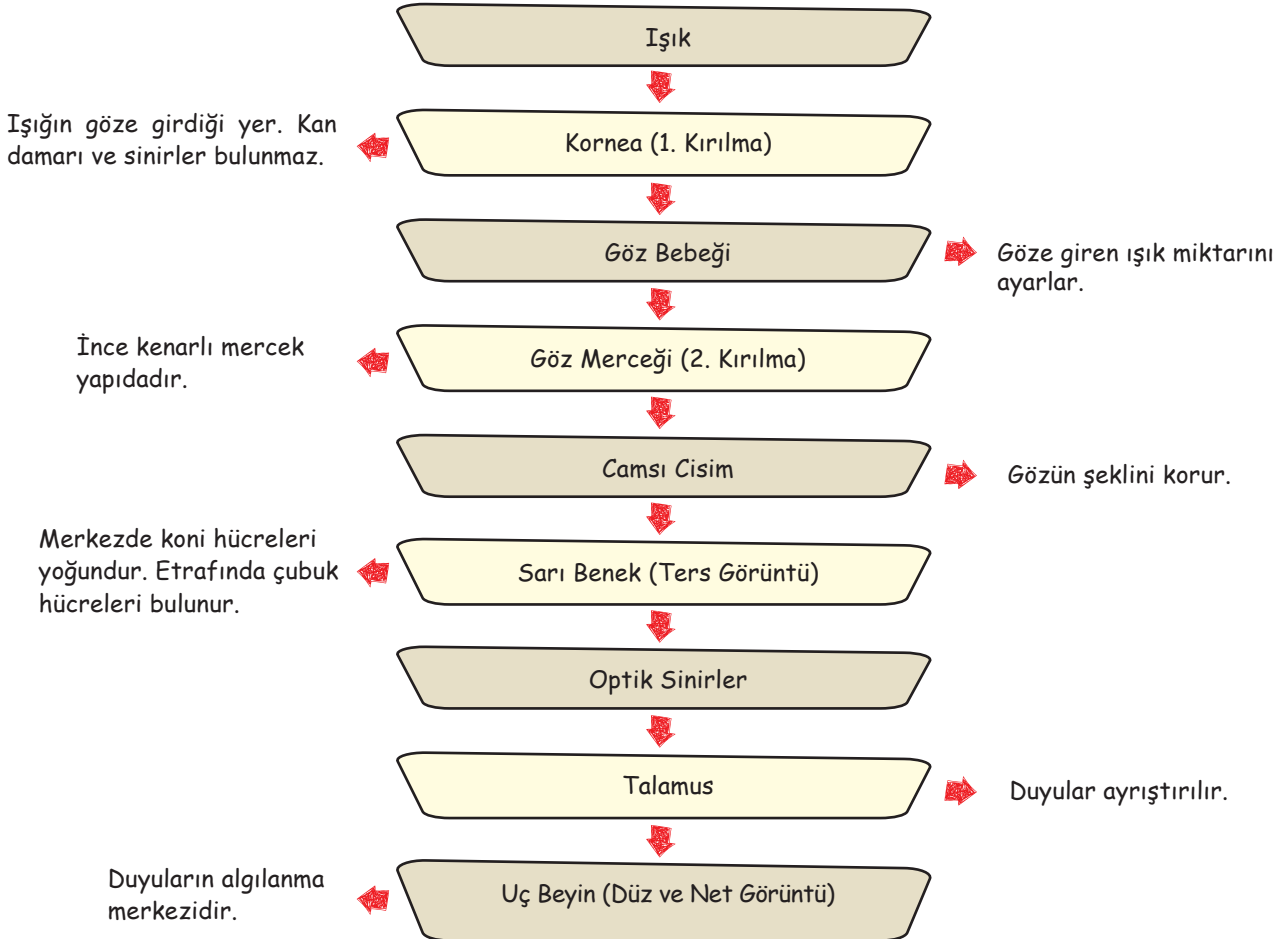 Işık
Işığın göze girdiği yer. Kan
damarı ve sinirler bulunmaz.
Kornea (1. Kırılma)
Göz Bebeği
Göze giren ışık miktarını
ayarlar.
İnce kenarlı mercek
yapıdadır.
Göz Merceği (2. Kırılma)
Camsı Cisim
Gözün şeklini korur.
Merkezde koni hücreleri
yoğundur. Etrafında çubuk
hücreleri bulunur.
Sarı Benek (Ters Görüntü)
Optik Sinirler
Talamus
Duyular ayrıştırılır.
Duyuların algılanma
merkezidir.
Uç Beyin (Düz ve Net Görüntü)